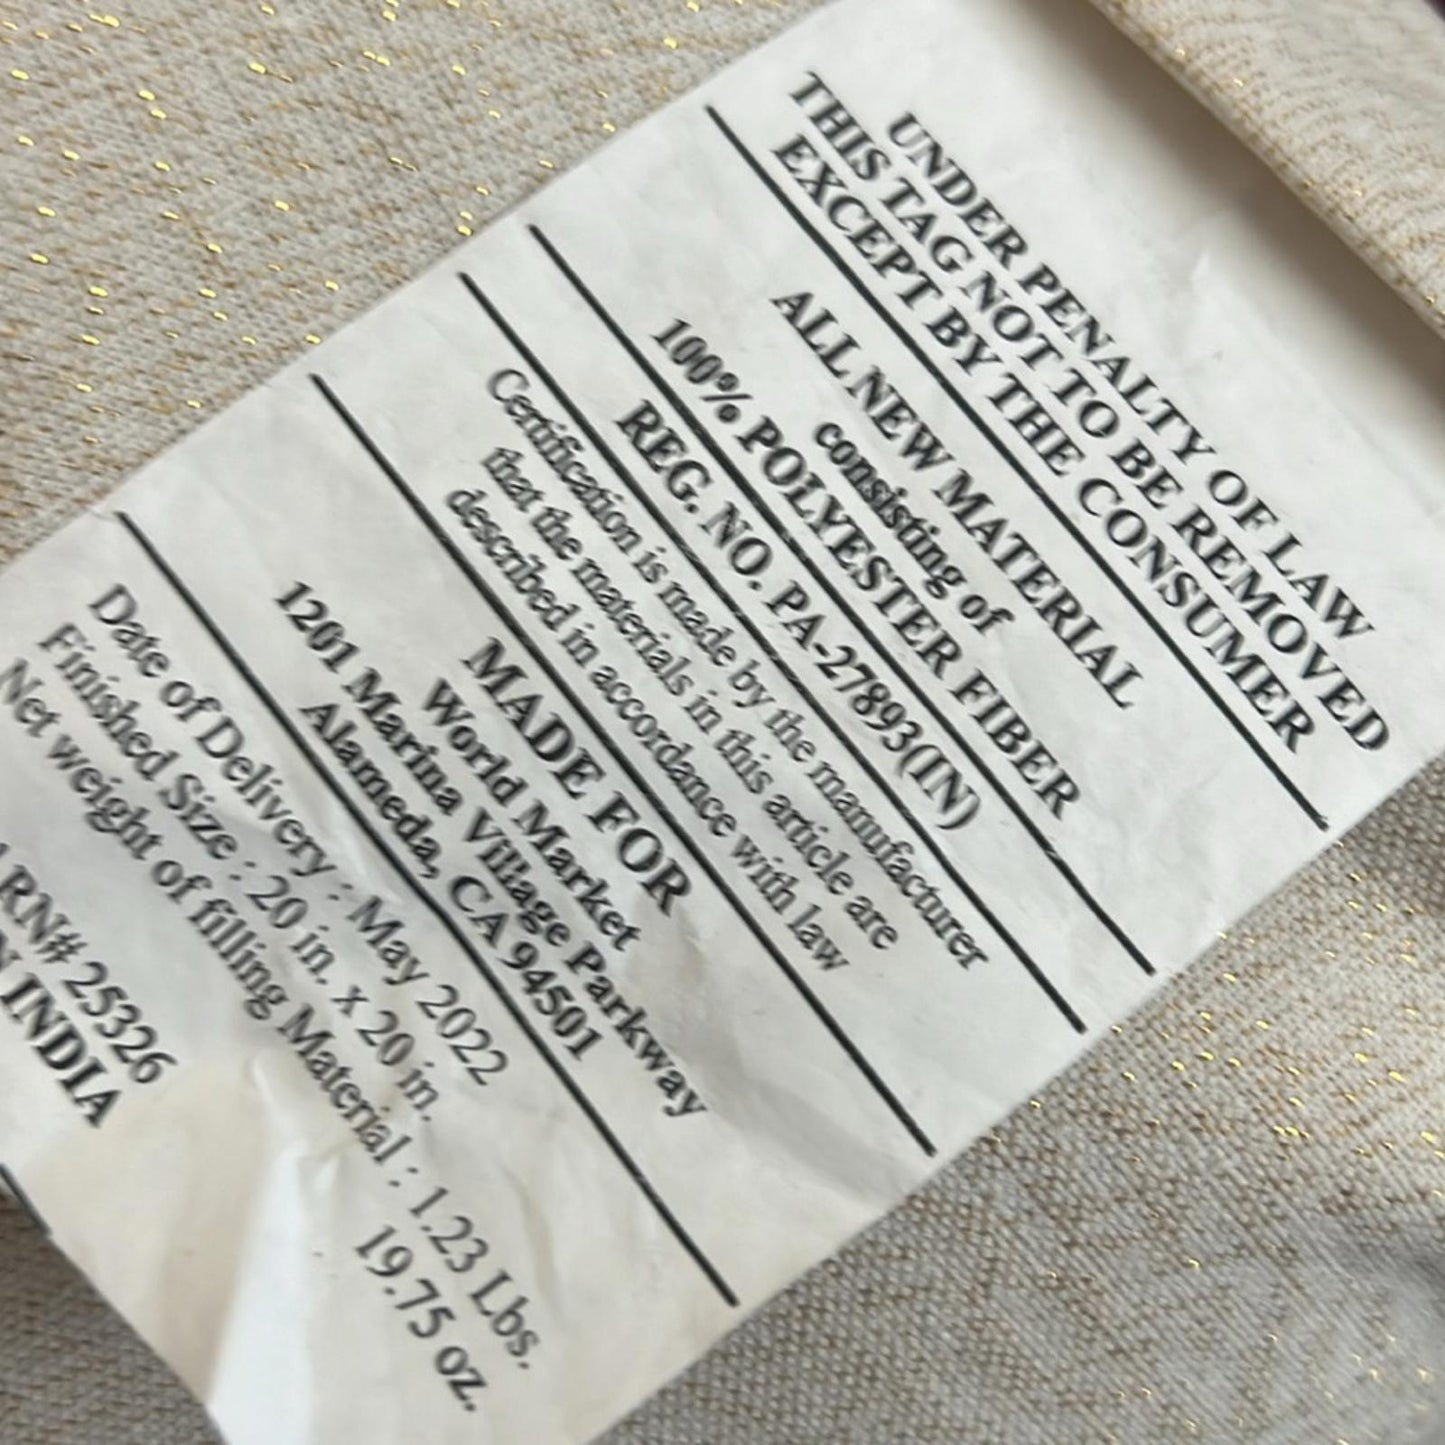 UNDER PENALTY OF LAW
THIS TAG NOT TO BE REMOVED
EXCEPT BY THE CONSUMER
ALL NEW MATERIAL
consisting of
100% POLYESTER FIBER
REG. NO. PA-27893(IN)
Certification is made by the manufacturer
that the materials in this article are
described in accordance with law
MADE FOR
World Market
1201 Marina Village Parkway
Alameda, CA 94501
Date of Delivery : May 2022
Finished Size : 20 in. x 20 in.
Net weight of filling Material : 1.23 Lbs.
19.75 oz.
RN# 25326
INDIA